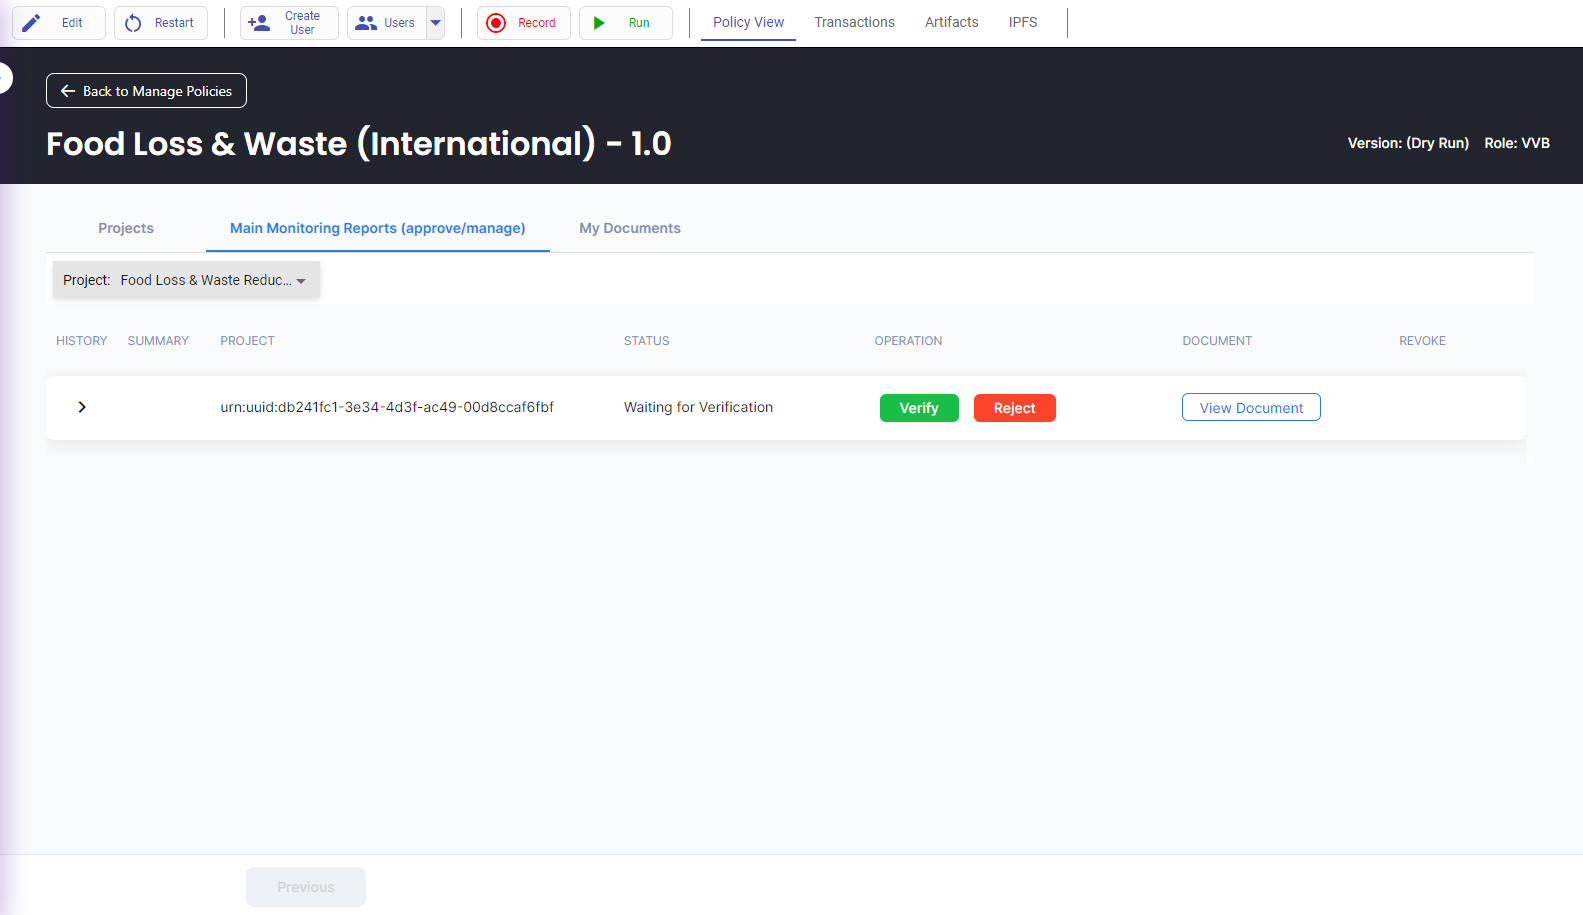 Edit
Restart
Create User
Users
Record
Run
Policy View
Transactions
Artifacts
IPFS
Back to Manage Policies
Food Loss & Waste (International) - 1.0
Version: (Dry Run) Role: VVB
Projects
Main Monitoring Reports (approve/manage)
My Documents
Project: Food Loss & Waste Reduc...
HISTORY SUMMARY PROJECT STATUS OPERATION DOCUMENT REVOKE
urn:uuid:db241fc1-3e34-4d3f-ac49-00d8ccaf6fbf Waiting for Verification Verify Reject View Document
Previous